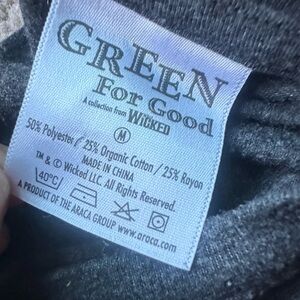 GREEN
For Good
A collection from WICKED
M
50% Polyester / 25% Organic Cotton / 25% Rayon
MADE IN CHINA
TM & © Wicked LLC. All Rights Reserved.
40°C
A PRODUCT OF THE ARACA GROUP www.araca.com